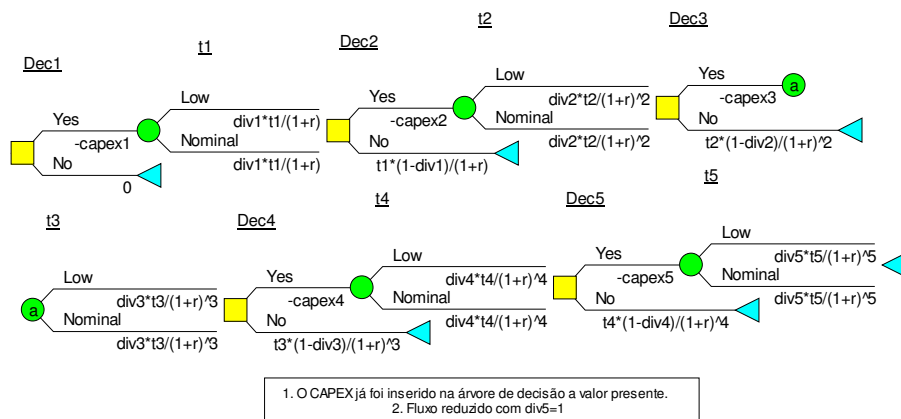 t1
t2
Dec1
Dec2
Dec3
Yes
Low
div1*t1/(1+r)
-capex1
Nominal
No
0
div1*t1/(1+r)
Yes
Low
div2*t2/(1+r)^2
-capex2
Nominal
No
t1*(1-div1)/(1+r)
div2*t2/(1+r)^2
Yes
a
-capex3
No
t2*(1-div2)/(1+r)^2
t3
t4
t5
Dec4
Dec5
a
Low
div3*t3/(1+r)^3
Nominal
div3*t3/(1+r)^3
Yes
Low
div4*t4/(1+r)^4
-capex4
Nominal
No
t3*(1-div3)/(1+r)^3
div4*t4/(1+r)^4
Yes
Low
div5*t5/(1+r)^5
-capex5
Nominal
No
t4*(1-div4)/(1+r)^4
div5*t5/(1+r)^5
1. O CAPEX já foi inserido na árvore de decisão a valor presente.
2. Fluxo reduzido com div5=1